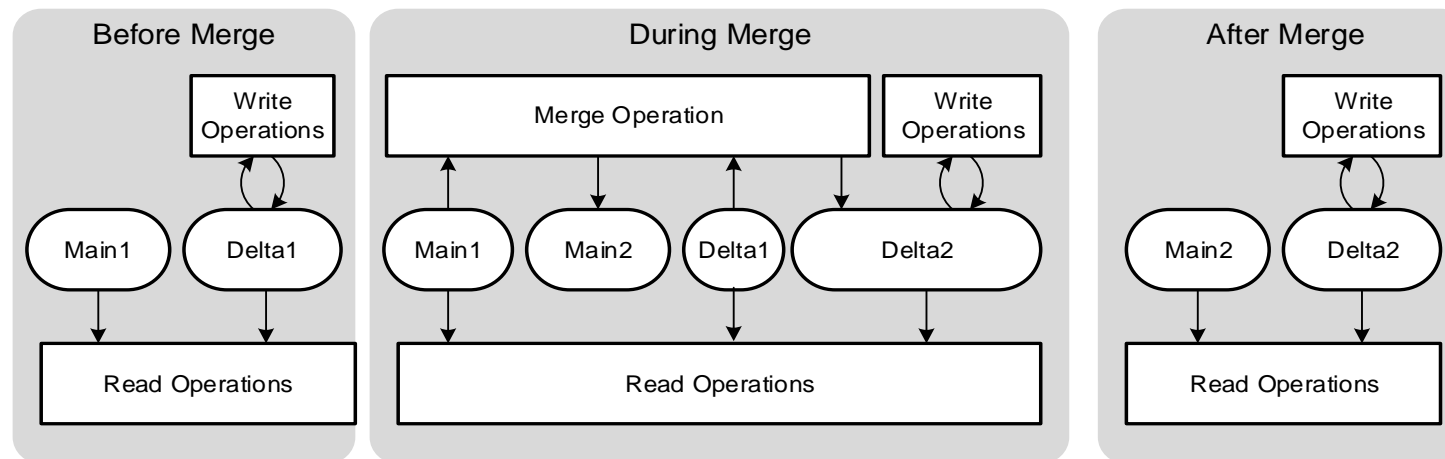 Before Merge
Write
Operations
Main1
Delta1
Read Operations
During Merge
Merge Operation
Write
Operations
Main1
Main2
Delta1
Delta2
Read Operations
After Merge
Write
Operations
Main2
Delta2
Read Operations